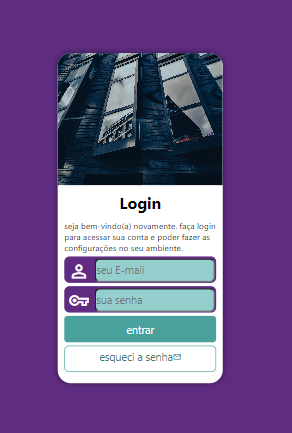 Login
seja bem-vindo(a) novamente. faça login
para acessar sua conta e poder fazer as
configurações no seu ambiente.
seu E-mail
sua senha
entrar
esqueci a senha